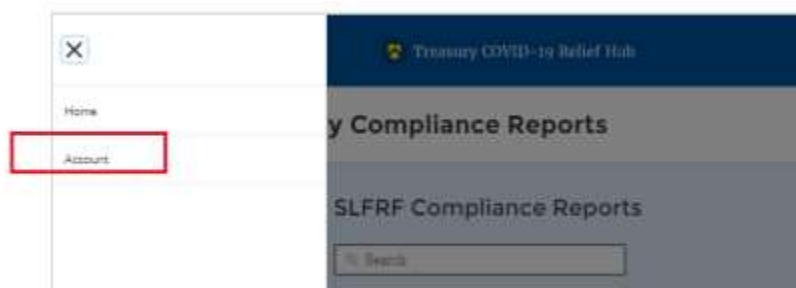 Treasury COVID-19 Relief Hub
Home
y Compliance Reports
Account
SLFRF Compliance Reports
Search